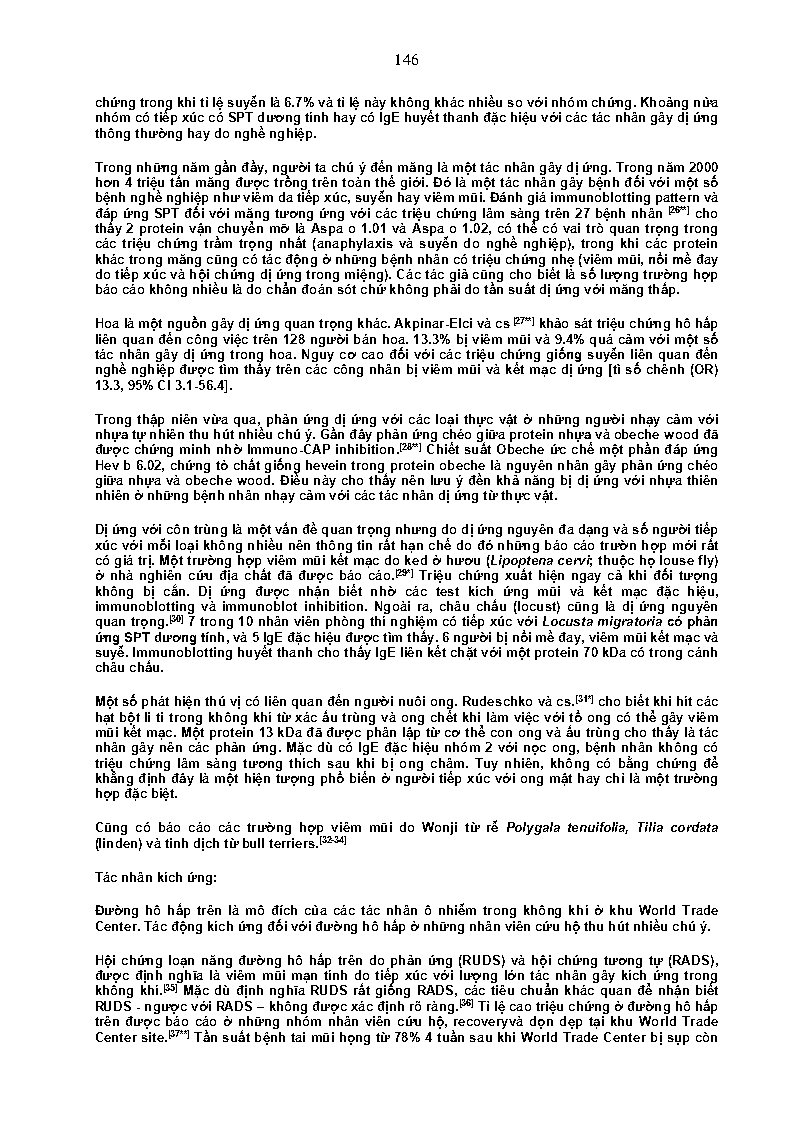 146
chứng trong khi tỉ lệ suyễn là 6.7% và tỉ lệ này không khác nhiều so với nhóm chứng. Khoảng nửa
nhóm có tiếp xúc có SPT dương tính hay có IgE huyết thanh đặc hiệu với các tác nhân gây dị ứng
thông thường hay do nghề nghiệp.
Trong những năm gần đây, người ta chú ý đến măng là một tác nhân gây dị ứng. Trong năm 2000
hơn 4 triệu tấn măng được trồng trên toàn thế giới. Đó là một tác nhân gây bệnh đối với một số
bệnh nghề nghiệp như viêm da tiếp xúc, suyễn hay viêm mũi. Đánh giá immunoblotting pattern và
đáp ứng SPT đối với măng tương ứng với các triệu chứng lâm sàng trên 27 bệnh nhân [26**] cho
thấy 2 protein vận chuyển mỡ là Aspa o 1.01 và Aspa o 1.02, có thể có vai trò quan trọng trong
các triệu chứng trầm trọng nhất (anaphylaxis và suyễn do nghề nghiệp), trong khi các protein
khác trong măng cũng có tác động ở những bệnh nhân có triệu chứng nhẹ (viêm mũi, nổi mề đay
do tiếp xúc và hội chứng dị ứng trong miệng). Các tác giả cũng cho biết là số lượng trường hợp
báo cáo không nhiều là do chẩn đoán sót chứ không phải do tần suất dị ứng với măng thấp.
Hoa là một nguồn gây dị ứng quan trọng khác. Akpinar-Elci và cs [27**] khảo sát triệu chứng hô hấp
liên quan đến công việc trên 128 người bán hoa. 13.3% bị viêm mũi và 9.4% quá cảm với một số
tác nhân gây dị ứng trong hoa. Nguy cơ cao đối với các triệu chứng giống suyễn liên quan đến
nghề nghiệp được tìm thấy trên các công nhân bị viêm mũi và kết mạc dị ứng [tỉ số chênh (OR)
13.3, 95% CI 3.1-56.4].
Trong thập niên vừa qua, phản ứng dị ứng với các loại thực vật ở những người nhạy cảm với
nhựa tự nhiên thu hút nhiều chú ý. Gần đây phản ứng chéo giữa protein nhựa và obeche wood đã
được chứng minh nhờ Immuno-CAP inhibition.[28**] Chiết suất Obeche ức chế một phần đáp ứng
Hev b 6.02, chứng tỏ chất giống hevein trong protein obeche là nguyên nhân gây phản ứng chéo
giữa nhựa và obeche wood. Điều này cho thấy nên lưu ý đến khả năng bị dị ứng với nhựa thiên
nhiên ở những bệnh nhân nhạy cảm với các tác nhân dị ứng từ thực vật.
Dị ứng với côn trùng là một vấn đề quan trọng nhưng do dị ứng nguyên đa dạng và số người tiếp
xúc với mỗi loại không nhiều nên thông tin rất hạn chế do đó những báo cáo trườn hợp mới rất
có giá trị. Một trường hợp viêm mũi kết mạc do ked ở hươu (Lipoptena cervi; thuộc họ louse fly)
ở nhà nghiên cứu địa chất đã được báo cáo.[29*] Triệu chứng xuất hiện ngay cả khi đối tượng
không bị cắn. Dị ứng được nhận biết nhờ các test kích ứng mũi và kết mạc đặc hiệu,
immunoblotting và immunoblot inhibition. Ngoài ra, châu chấu (locust) cũng là dị ứng nguyên
quan trọng.[30] 7 trong 10 nhân viên phòng thí nghiệm có tiếp xúc với Locusta migratoria có phản
ứng SPT dương tính, và 5 IgE đặc hiệu được tìm thấy. 6 người bị nổi mề đay, viêm mũi kết mạc và
suyễ. Immunoblotting huyết thanh cho thấy IgE liên kết chặt với một protein 70 kDa có trong cánh
châu chấu.
Một số phát hiện thú vị có liên quan đến người nuôi ong. Rudeschko và cs.[31*] cho biết khi hít các
hạt bột li ti trong không khí từ xác ấu trùng và ong chết khi làm việc với tổ ong có thể gây viêm
mũi kết mạc. Một protein 13 kDa đã được phân lập từ cơ thể con ong và ấu trùng cho thấy là tác
nhân gây nên các phản ứng. Mặc dù có IgE đặc hiệu nhóm 2 với nọc ong, bệnh nhân không có
triệu chứng lâm sàng tương thích sau khi bị ong châm. Tuy nhiên, không có bằng chứng để
khẳng định đây là một hiện tượng phổ biến ở người tiếp xúc với ong mật hay chỉ là một trường
hợp đặc biệt.
Cũng có báo cáo các trường hợp viêm mũi do Wonji từ rễ Polygala tenuifolia, Tilia cordata
(linden) và tinh dịch từ bull terriers.[32-34]
Tác nhân kích ứng:
Đường hô hấp trên là mô đích của các tác nhân ô nhiễm trong không khí ở khu World Trade
Center. Tác động kích ứng đối với đường hô hấp ở những nhân viên cứu hộ thu hút nhiều chú ý.
Hội chứng loạn năng đường hô hấp trên do phản ứng (RUDS) và hội chứng tương tự (RADS),
được định nghĩa là viêm mũi mạn tính do tiếp xúc với lượng lớn tác nhân gây kích ứng trong
không khí.[35] Mặc dù định nghĩa RUDS rất giống RADS, các tiêu chuẩn khác quan để nhận biết
RUDS - ngược với RADS – không được xác định rõ ràng.[36] Tỉ lệ cao triệu chứng ở đường hô hấp
trên được báo cáo ở những nhóm nhân viên cứu hộ, recoveryvà dọn dẹp tại khu World Trade
Center site.[37**] Tần suất bệnh tai mũi họng từ 78% 4 tuần sau khi World Trade Center bị sụp còn